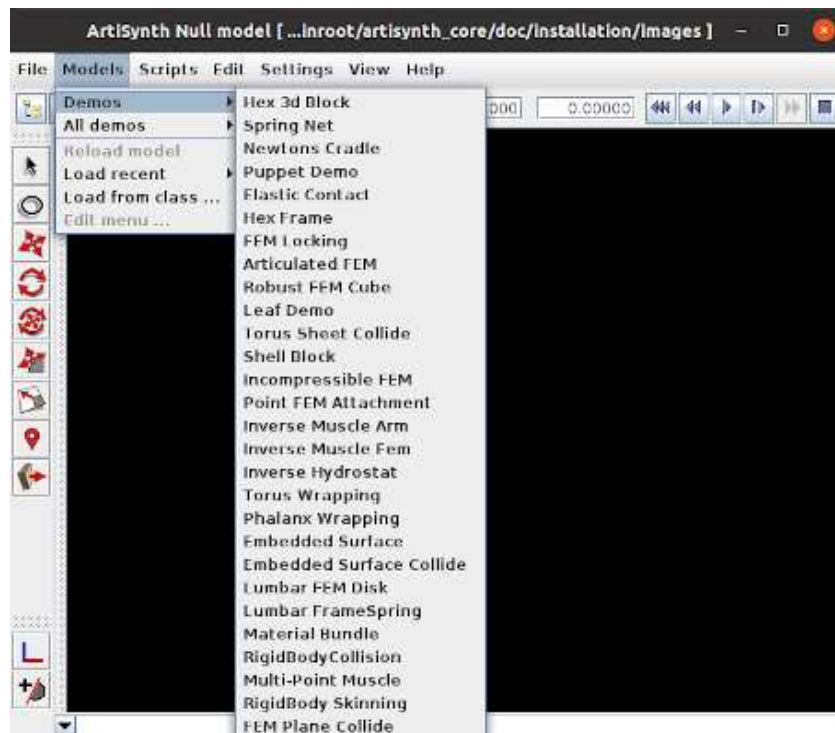 ArtiSynth Null model [ ...inroot/artisynth_core/doc/installation/images ]
File Models Scripts Edit Settings View Help
000 0.00000
Demos
All demos
Reload model
Load recent
Load from class ...
Edit menu ...
Hex 3d Block
Spring Net
Newtons Cradle
Puppet Demo
Elastic Contact
Hex Frame
FEM Locking
Articulated FEM
Robust FEM Cube
Leaf Demo
Torus Sheet Collide
Shell Block
Incompressible FEM
Point FEM Attachment
Inverse Muscle Arm
Inverse Muscle Fem
Inverse Hydrostat
Torus Wrapping
Phalanx Wrapping
Embedded Surface
Embedded Surface Collide
Lumbar FEM Disk
Lumbar FrameSpring
Material Bundle
RigidBodyCollision
Multi-Point Muscle
RigidBody Skinning
FEM Plane Collide